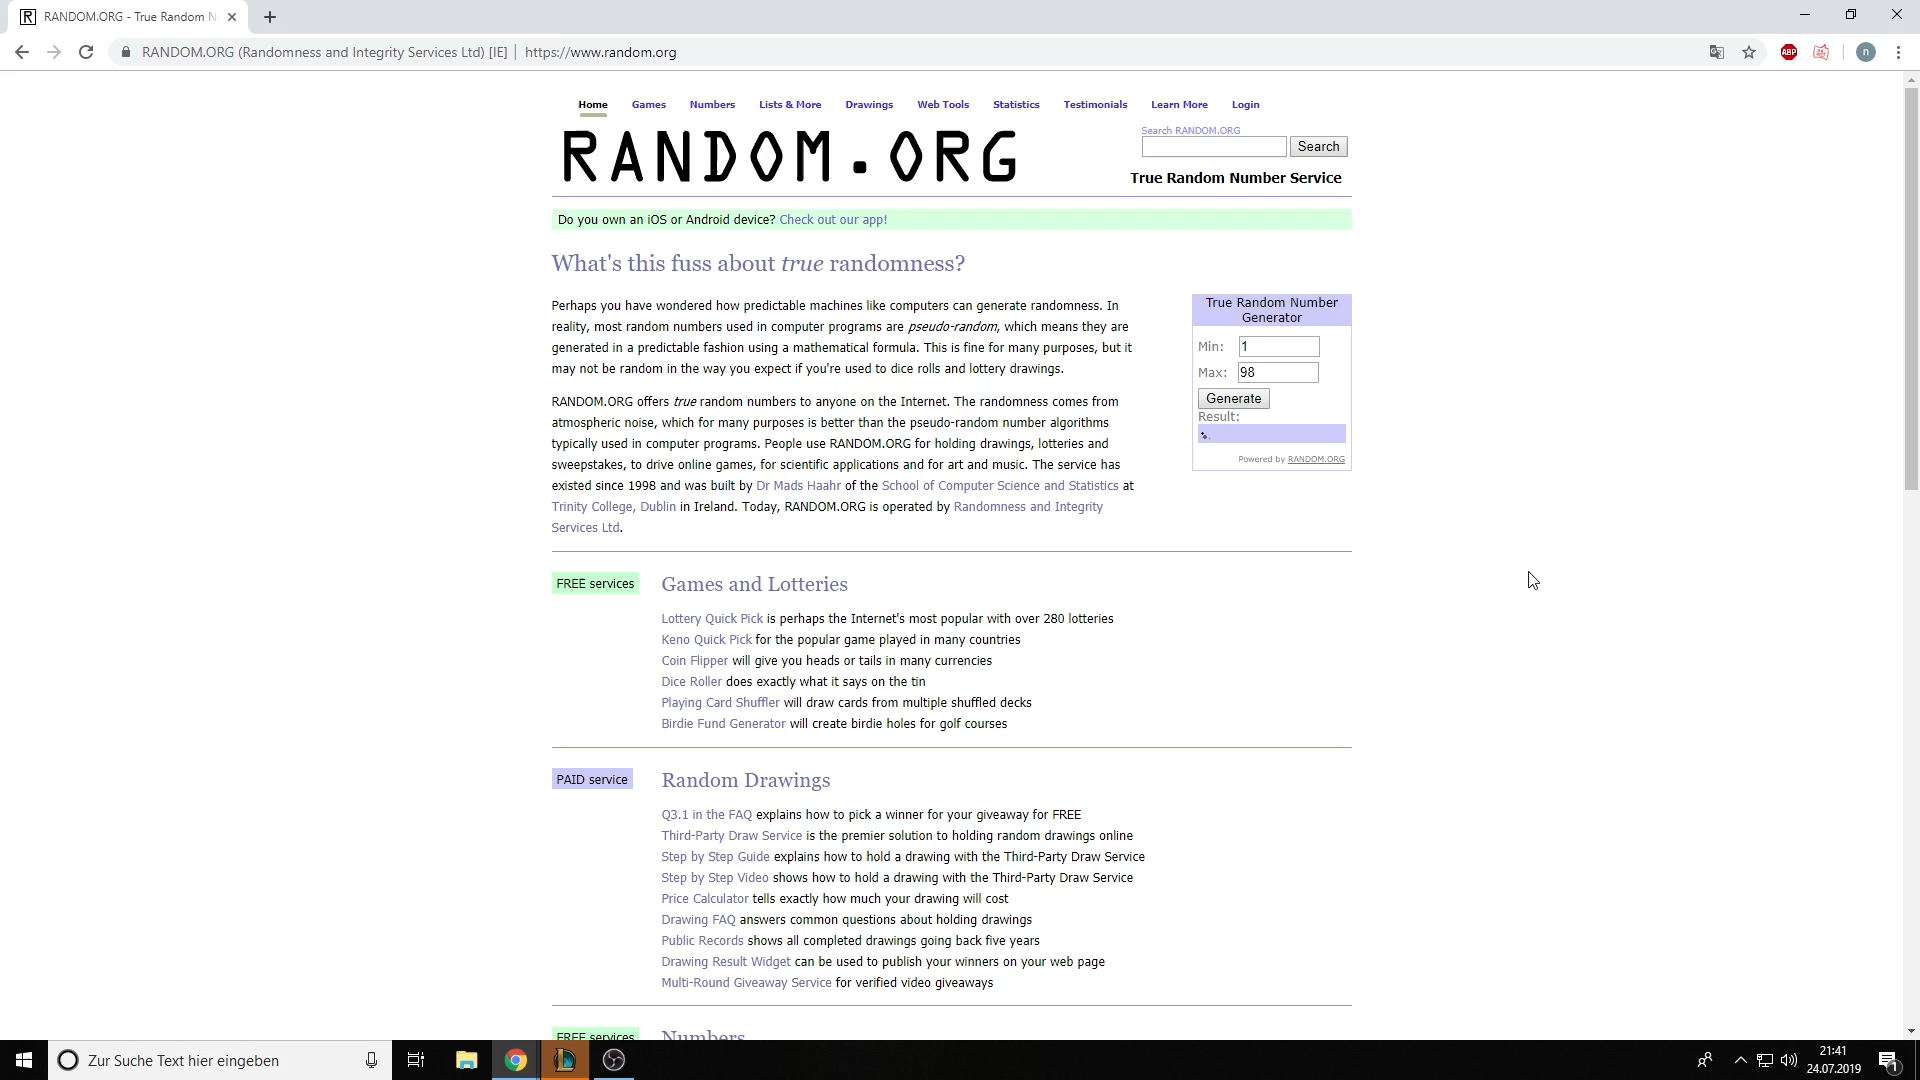 RANDOM.ORG - True Random N
RANDOM.ORG (Randomness and Integrity Services Ltd) [IE] | https://www.random.org
ABP
n
Home Games Numbers Lists & More Drawings Web Tools Statistics Testimonials Learn More Login
RANDOM.ORG
Search RANDOM.ORG
Search
True Random Number Service
Do you own an iOS or Android device? Check out our app!
What's this fuss about true randomness?
Perhaps you have wondered how predictable machines like computers can generate randomness. In
reality, most random numbers used in computer programs are pseudo-random, which means they are
generated in a predictable fashion using a mathematical formula. This is fine for many purposes, but it
may not be random in the way you expect if you're used to dice rolls and lottery drawings.
RANDOM.ORG offers true random numbers to anyone on the Internet. The randomness comes from
atmospheric noise, which for many purposes is better than the pseudo-random number algorithms
typically used in computer programs. People use RANDOM.ORG for holding drawings, lotteries and
sweepstakes, to drive online games, for scientific applications and for art and music. The service has
existed since 1998 and was built by Dr Mads Haahr of the School of Computer Science and Statistics at
Trinity College, Dublin in Ireland. Today, RANDOM.ORG is operated by Randomness and Integrity
Services Ltd.
True Random Number
Generator
Min: 1
Max: 98
Generate
Result:
Powered by RANDOM.ORG
FREE services
Games and Lotteries
Lottery Quick Pick is perhaps the Internet's most popular with over 280 lotteries
Keno Quick Pick for the popular game played in many countries
Coin Flipper will give you heads or tails in many currencies
Dice Roller does exactly what it says on the tin
Playing Card Shuffler will draw cards from multiple shuffled decks
Birdie Fund Generator will create birdie holes for golf courses
PAID service
Random Drawings
Q3.1 in the FAQ explains how to pick a winner for your giveaway for FREE
Third-Party Draw Service is the premier solution to holding random drawings online
Step by Step Guide explains how to hold a drawing with the Third-Party Draw Service
Step by Step Video shows how to hold a drawing with the Third-Party Draw Service
Price Calculator tells exactly how much your drawing will cost
Drawing FAQ answers common questions about holding drawings
Public Records shows all completed drawings going back five years
Drawing Result Widget can be used to publish your winners on your web page
Multi-Round Giveaway Service for verified video giveaways
FREE services
Numbers
Zur Suche Text hier eingeben
21:41
24.07.2019
1